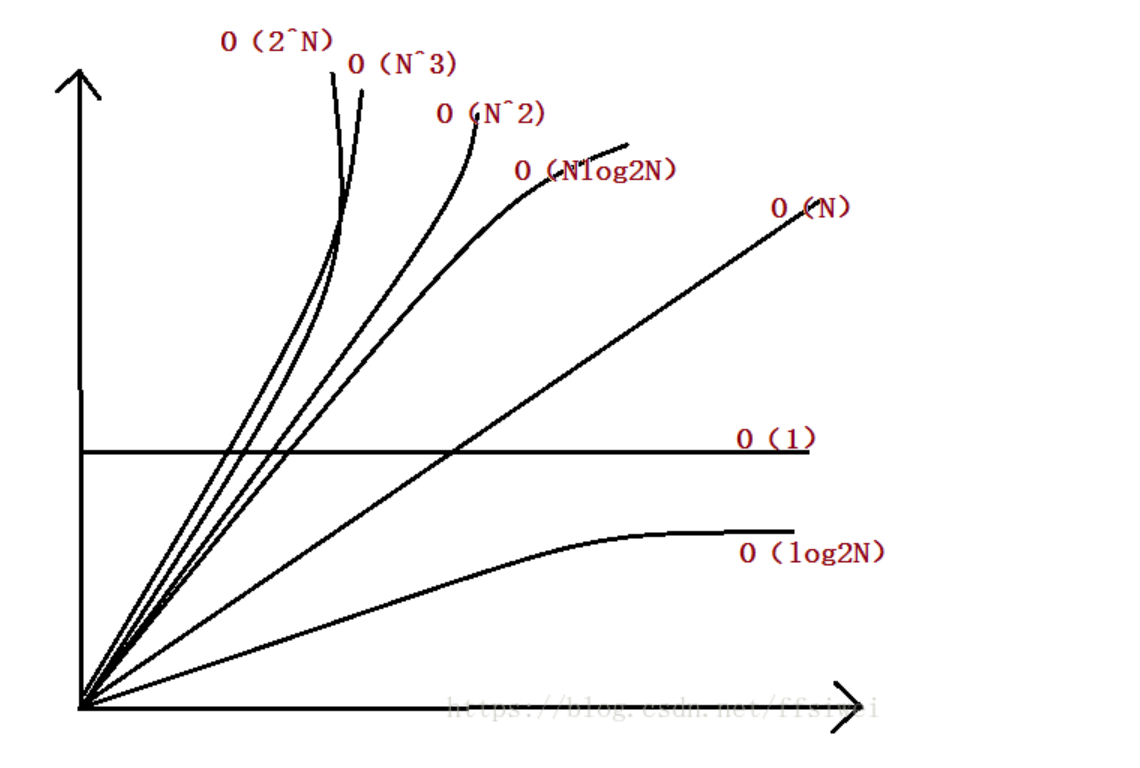 O（2^N）
O（N^3）
O（N^2）
O（Nlog2N）
O（N）
O（1）
O（log2N）
https://blog.csdn.net/ffsiwei